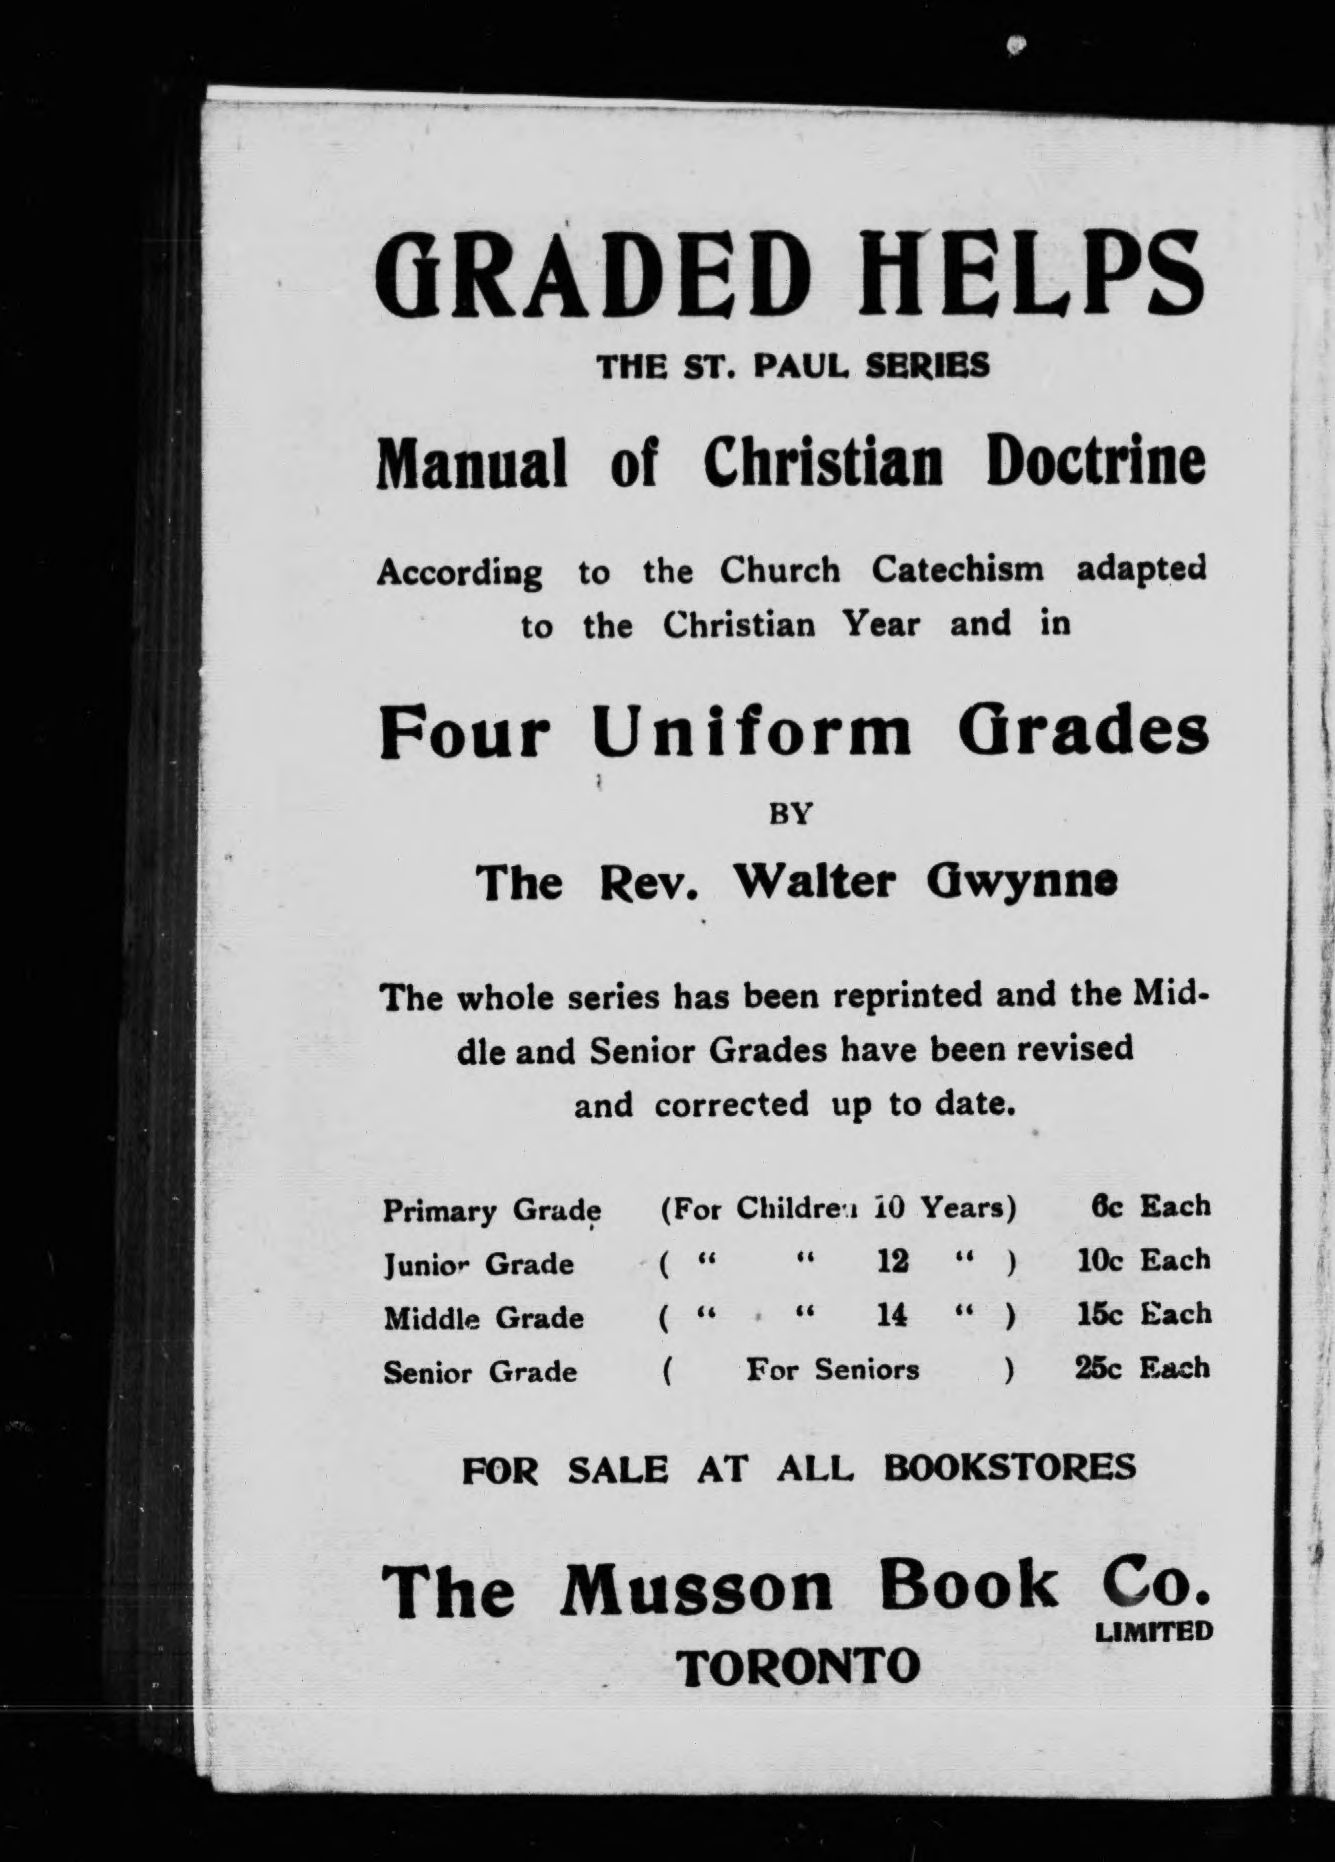 GRADED HELPS
THE ST. PAUL SERIES
Manual of Christian Doctrine
According to the Church Catechism adapted
to the Christian Year and in
Four Uniform Grades
BY
The Rev. Walter Gwynne
The whole series has been reprinted and the Mid-
dle and Senior Grades have been revised
and corrected up to date.
Primary Grade (For Children 10 Years) 6c Each
Junior Grade ( “ “ 12 “ ) 10c Each
Middle Grade ( “ “ 14 “ ) 15c Each
Senior Grade ( For Seniors ) 25c Each
FOR SALE AT ALL BOOKSTORES
The Musson Book Co.
LIMITED
TORONTO